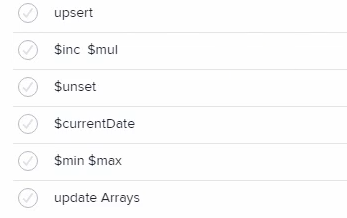 upsert
$inc $mul
$unset
$currentDate
$min $max
update Arrays